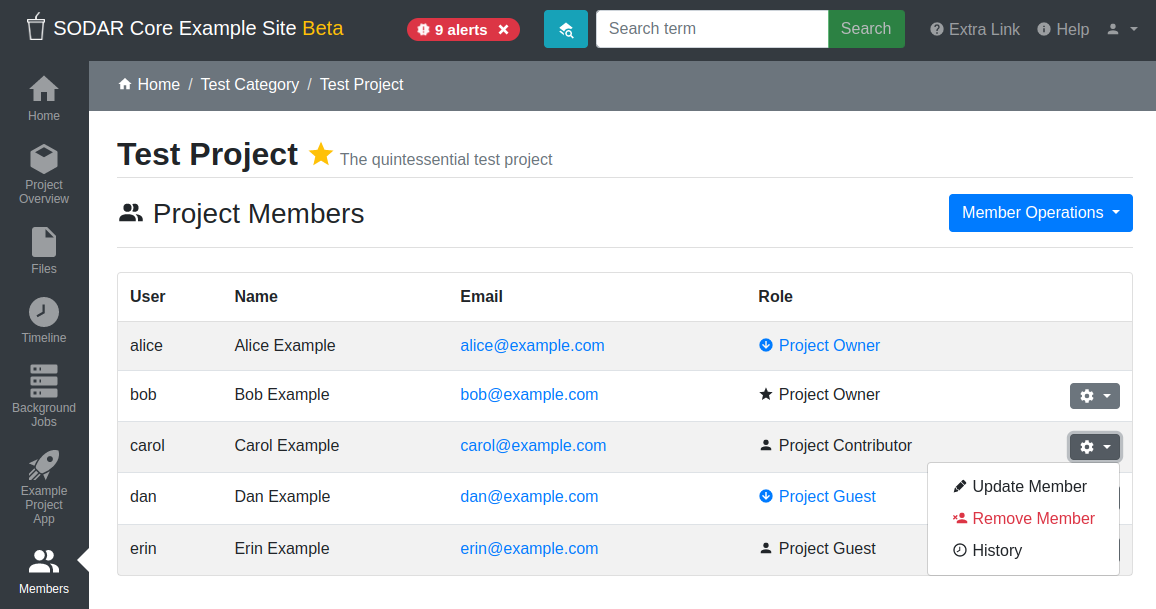 SODAR Core Example Site Beta
9 alerts
Search term
Search
Extra Link
Help
Home
Project
Overview
Files
Timeline
Background
Jobs
Example
Project
App
Members
Home / Test Category / Test Project
Test Project The quintessential test project
Project Members
Member Operations
User Name Email Role
alice Alice Example alice@example.com Project Owner
bob Bob Example bob@example.com Project Owner
carol Carol Example carol@example.com Project Contributor
dan Dan Example dan@example.com Project Guest
erin Erin Example erin@example.com Project Guest
Update Member
Remove Member
History